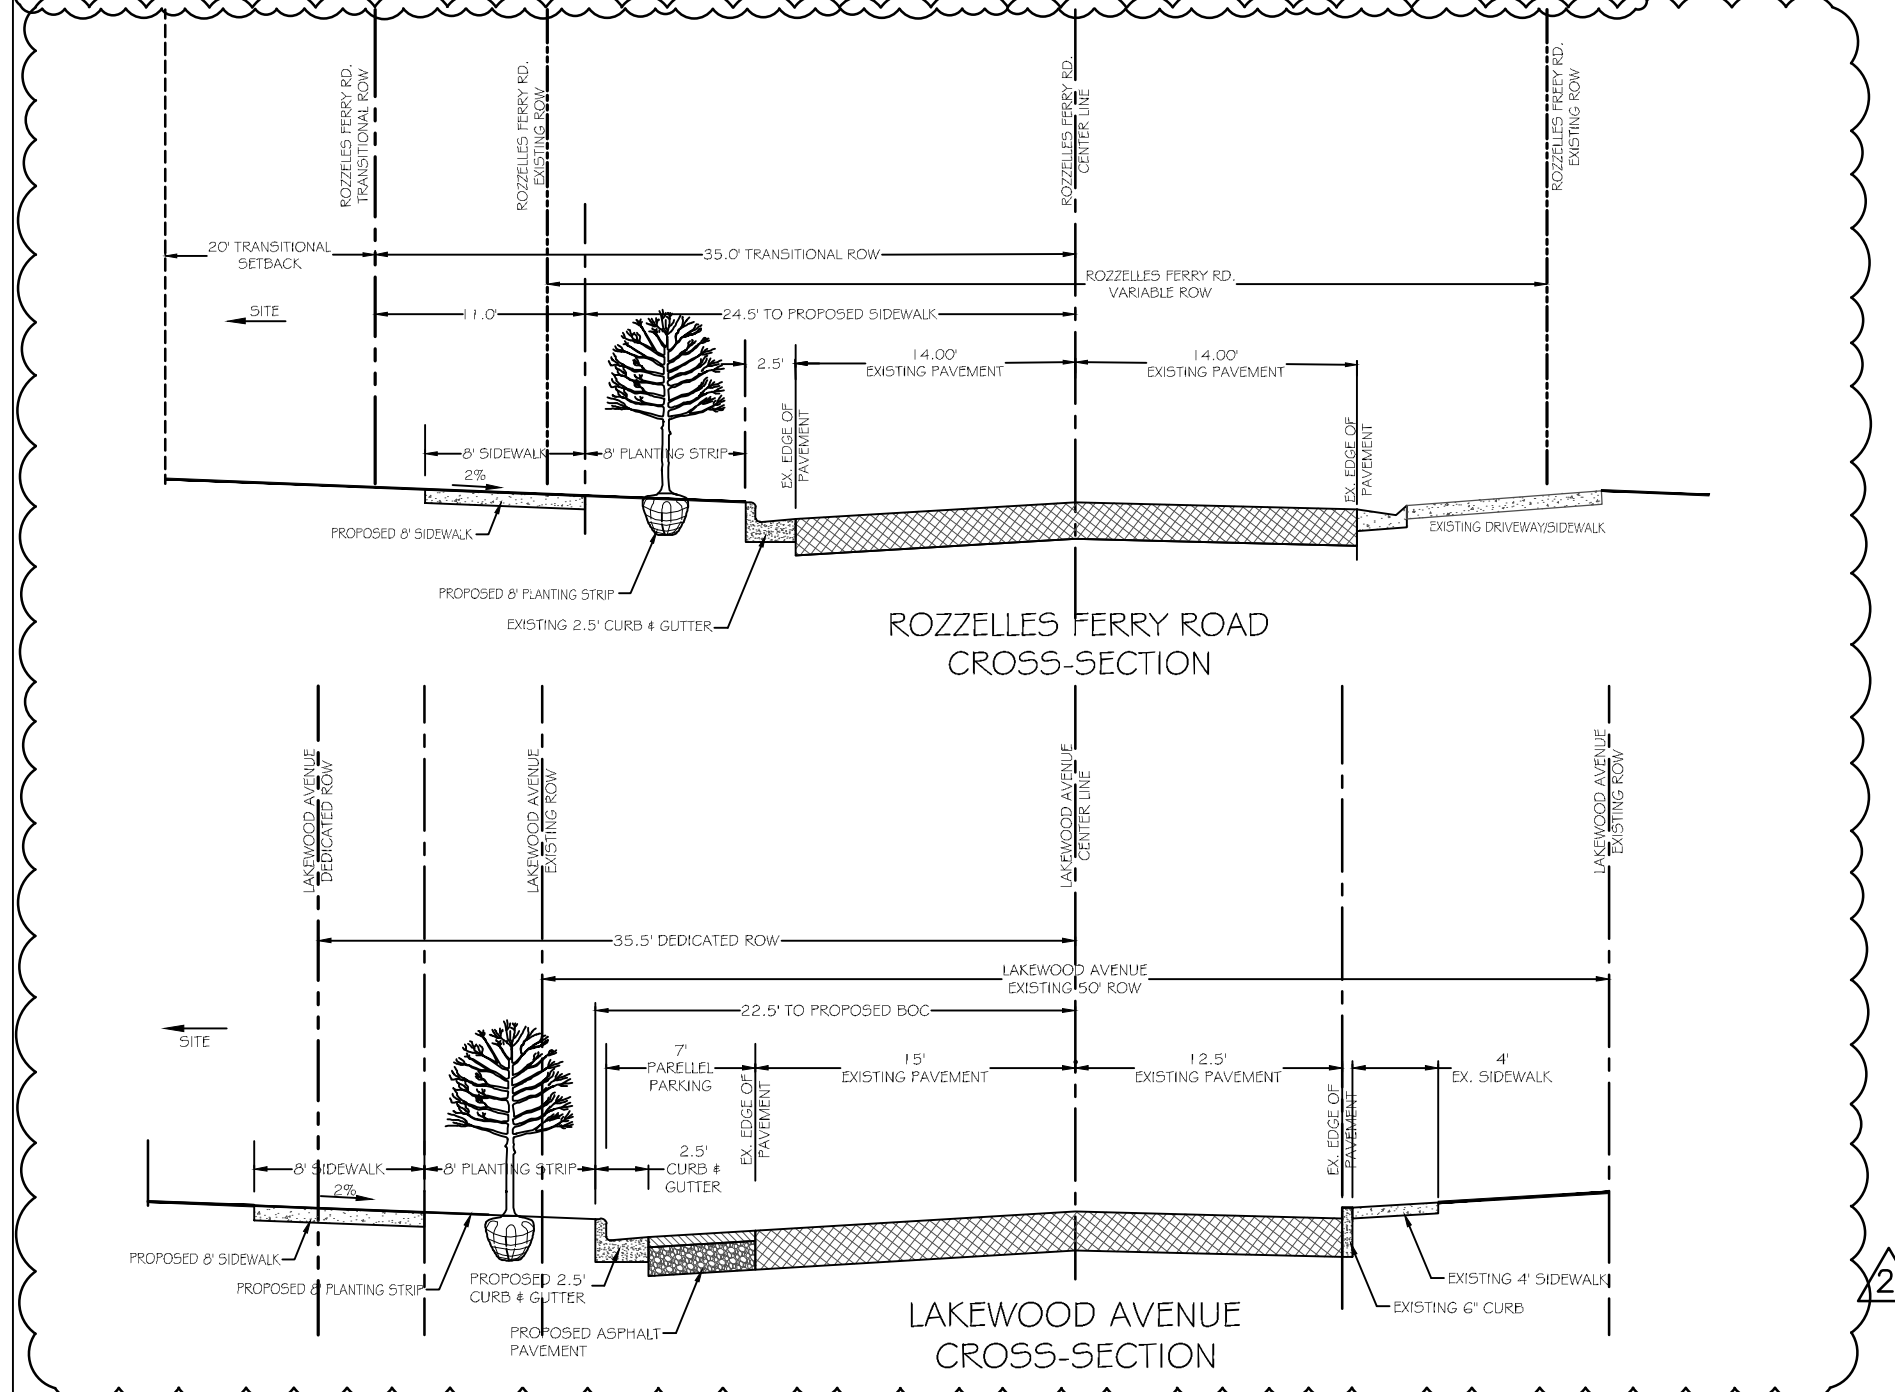 ROZZELES FERRY RD.
TRANSITIONAL ROW
ROZZELLES FERRY RD.
EXISTING ROW
ROZZLES FERRY RD.
CENTER LINE
ROZZELLES FREEY RD.
EXISTING ROW
20' TRANSITIONAL
SETBACK
35.0' TRANSITIONAL ROW
ROZZELLES FERRY RD.
VARIABLE ROW
SITE
11.0'
24.5' TO PROPOSED SIDEWALK
2.5'
14.00'
EXISTING PAVEMENT
14.00'
EXISTING PAVEMENT
EX. EDGE OF
PAVEMENT
EX. EDGE OF
PAVEMENT
8' SIDEWALK
8' PLANTING STRIP
2%
PROPOSED 8' SIDEWALK
EXISTING DRIVEWAY/SIDEWALK
PROPOSED 8' PLANTING STRIP
EXISTING 2.5' CURB & GUTTER
ROZZELLES FERRY ROAD
CROSS-SECTION
LAKEWOOD AVENUE
DEDICATED ROW
LAKEWOOD AVENUE
EXISTING ROW
LAKEWOOD AVENUE
CENTER LINE
LAKEWOOD AVENUE
EXISTING ROW
35.5' DEDICATED ROW
LAKEWOOD AVENUE
EXISTING 50' ROW
22.5' TO PROPOSED BOC
SITE
7'
PARELLEL
PARKING
15'
EXISTING PAVEMENT
12.5'
EXISTING PAVEMENT
4'
EX. SIDEWALK
EX. EDGE OF
PAVEMENT
EX. EDGE OF
PAVEMENT
8' SIDEWALK
8' PLANTING STRIP
2.5'
CURB &
GUTTER
2%
PROPOSED 8' SIDEWALK
PROPOSED 8' PLANTING STRIP
PROPOSED 2.5'
CURB & GUTTER
PROPOSED ASPHALT
PAVEMENT
EXISTING 4' SIDEWALK
EXISTING 6" CURB
2
LAKEWOOD AVENUE
CROSS-SECTION